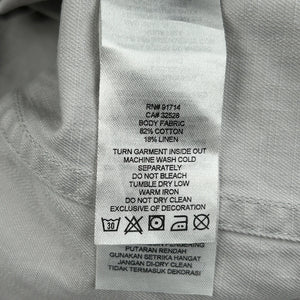 RN# 91714
CA# 32528
BODY FABRIC
82% COTTON
18% LINEN
TURN GARMENT INSIDE OUT
MACHINE WASH COLD
SEPARATELY
DO NOT BLEACH
TUMBLE DRY LOW
WARM IRON
DO NOT DRY CLEAN
EXCLUSIVE OF DECORATION
30
PUTARAN RENDAH
GUNAKAN SETRIKA HANGAT
JANGAN DI-DRY CLEAN
TIDAK TERMASUK DEKORASI